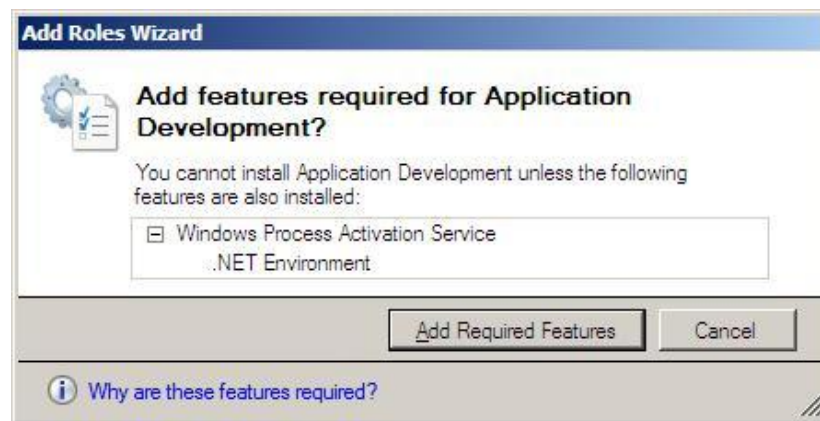 Add Roles Wizard
Add features required for Application
Development?
You cannot install Application Development unless the following
features are also installed:
Windows Process Activation Service
.NET Environment
Add Required Features
Cancel
Why are these features required?